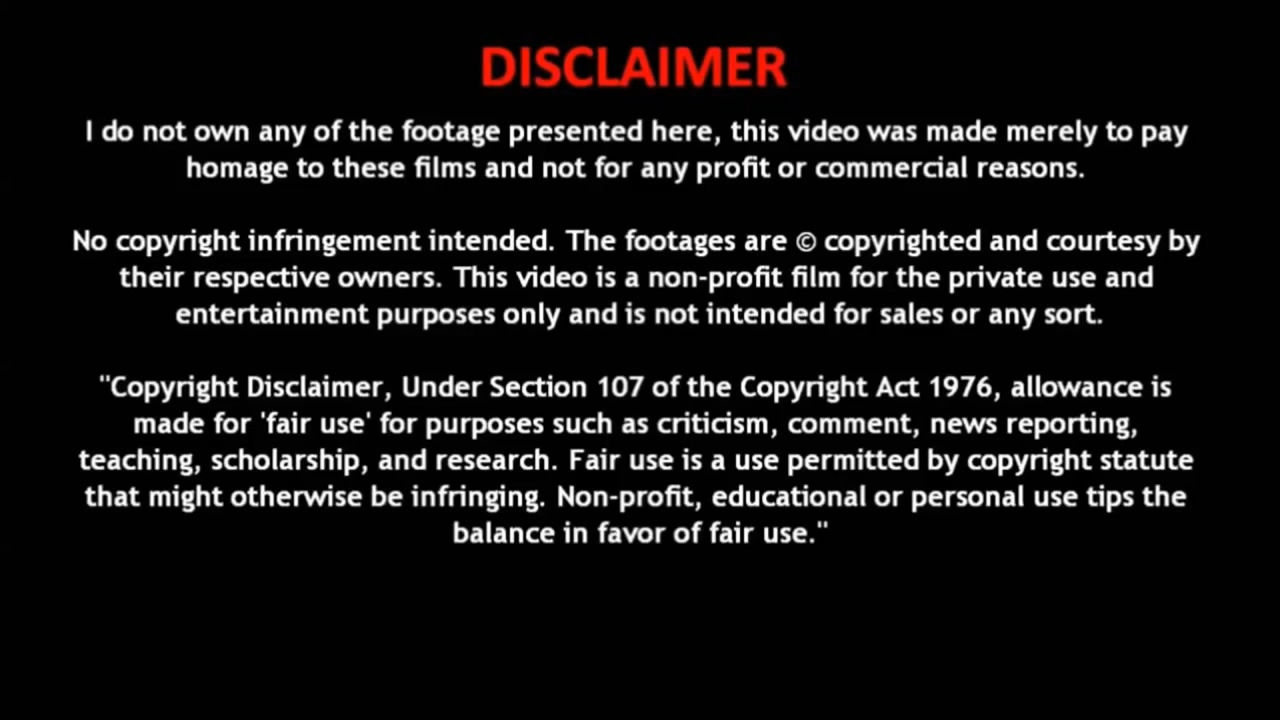 DISCLAIMER
I do not own any of the footage presented here, this video was made merely to pay
homage to these films and not for any profit or commercial reasons.
No copyright infringement intended. The footages are © copyrighted and courtesy by
their respective owners. This video is a non-profit film for the private use and
entertainment purposes only and is not intended for sales or any sort.
"Copyright Disclaimer, Under Section 107 of the Copyright Act 1976, allowance is
made for 'fair use' for purposes such as criticism, comment, news reporting,
teaching, scholarship, and research. Fair use is a use permitted by copyright statute
that might otherwise be infringing. Non-profit, educational or personal use tips the
balance in favor of fair use."